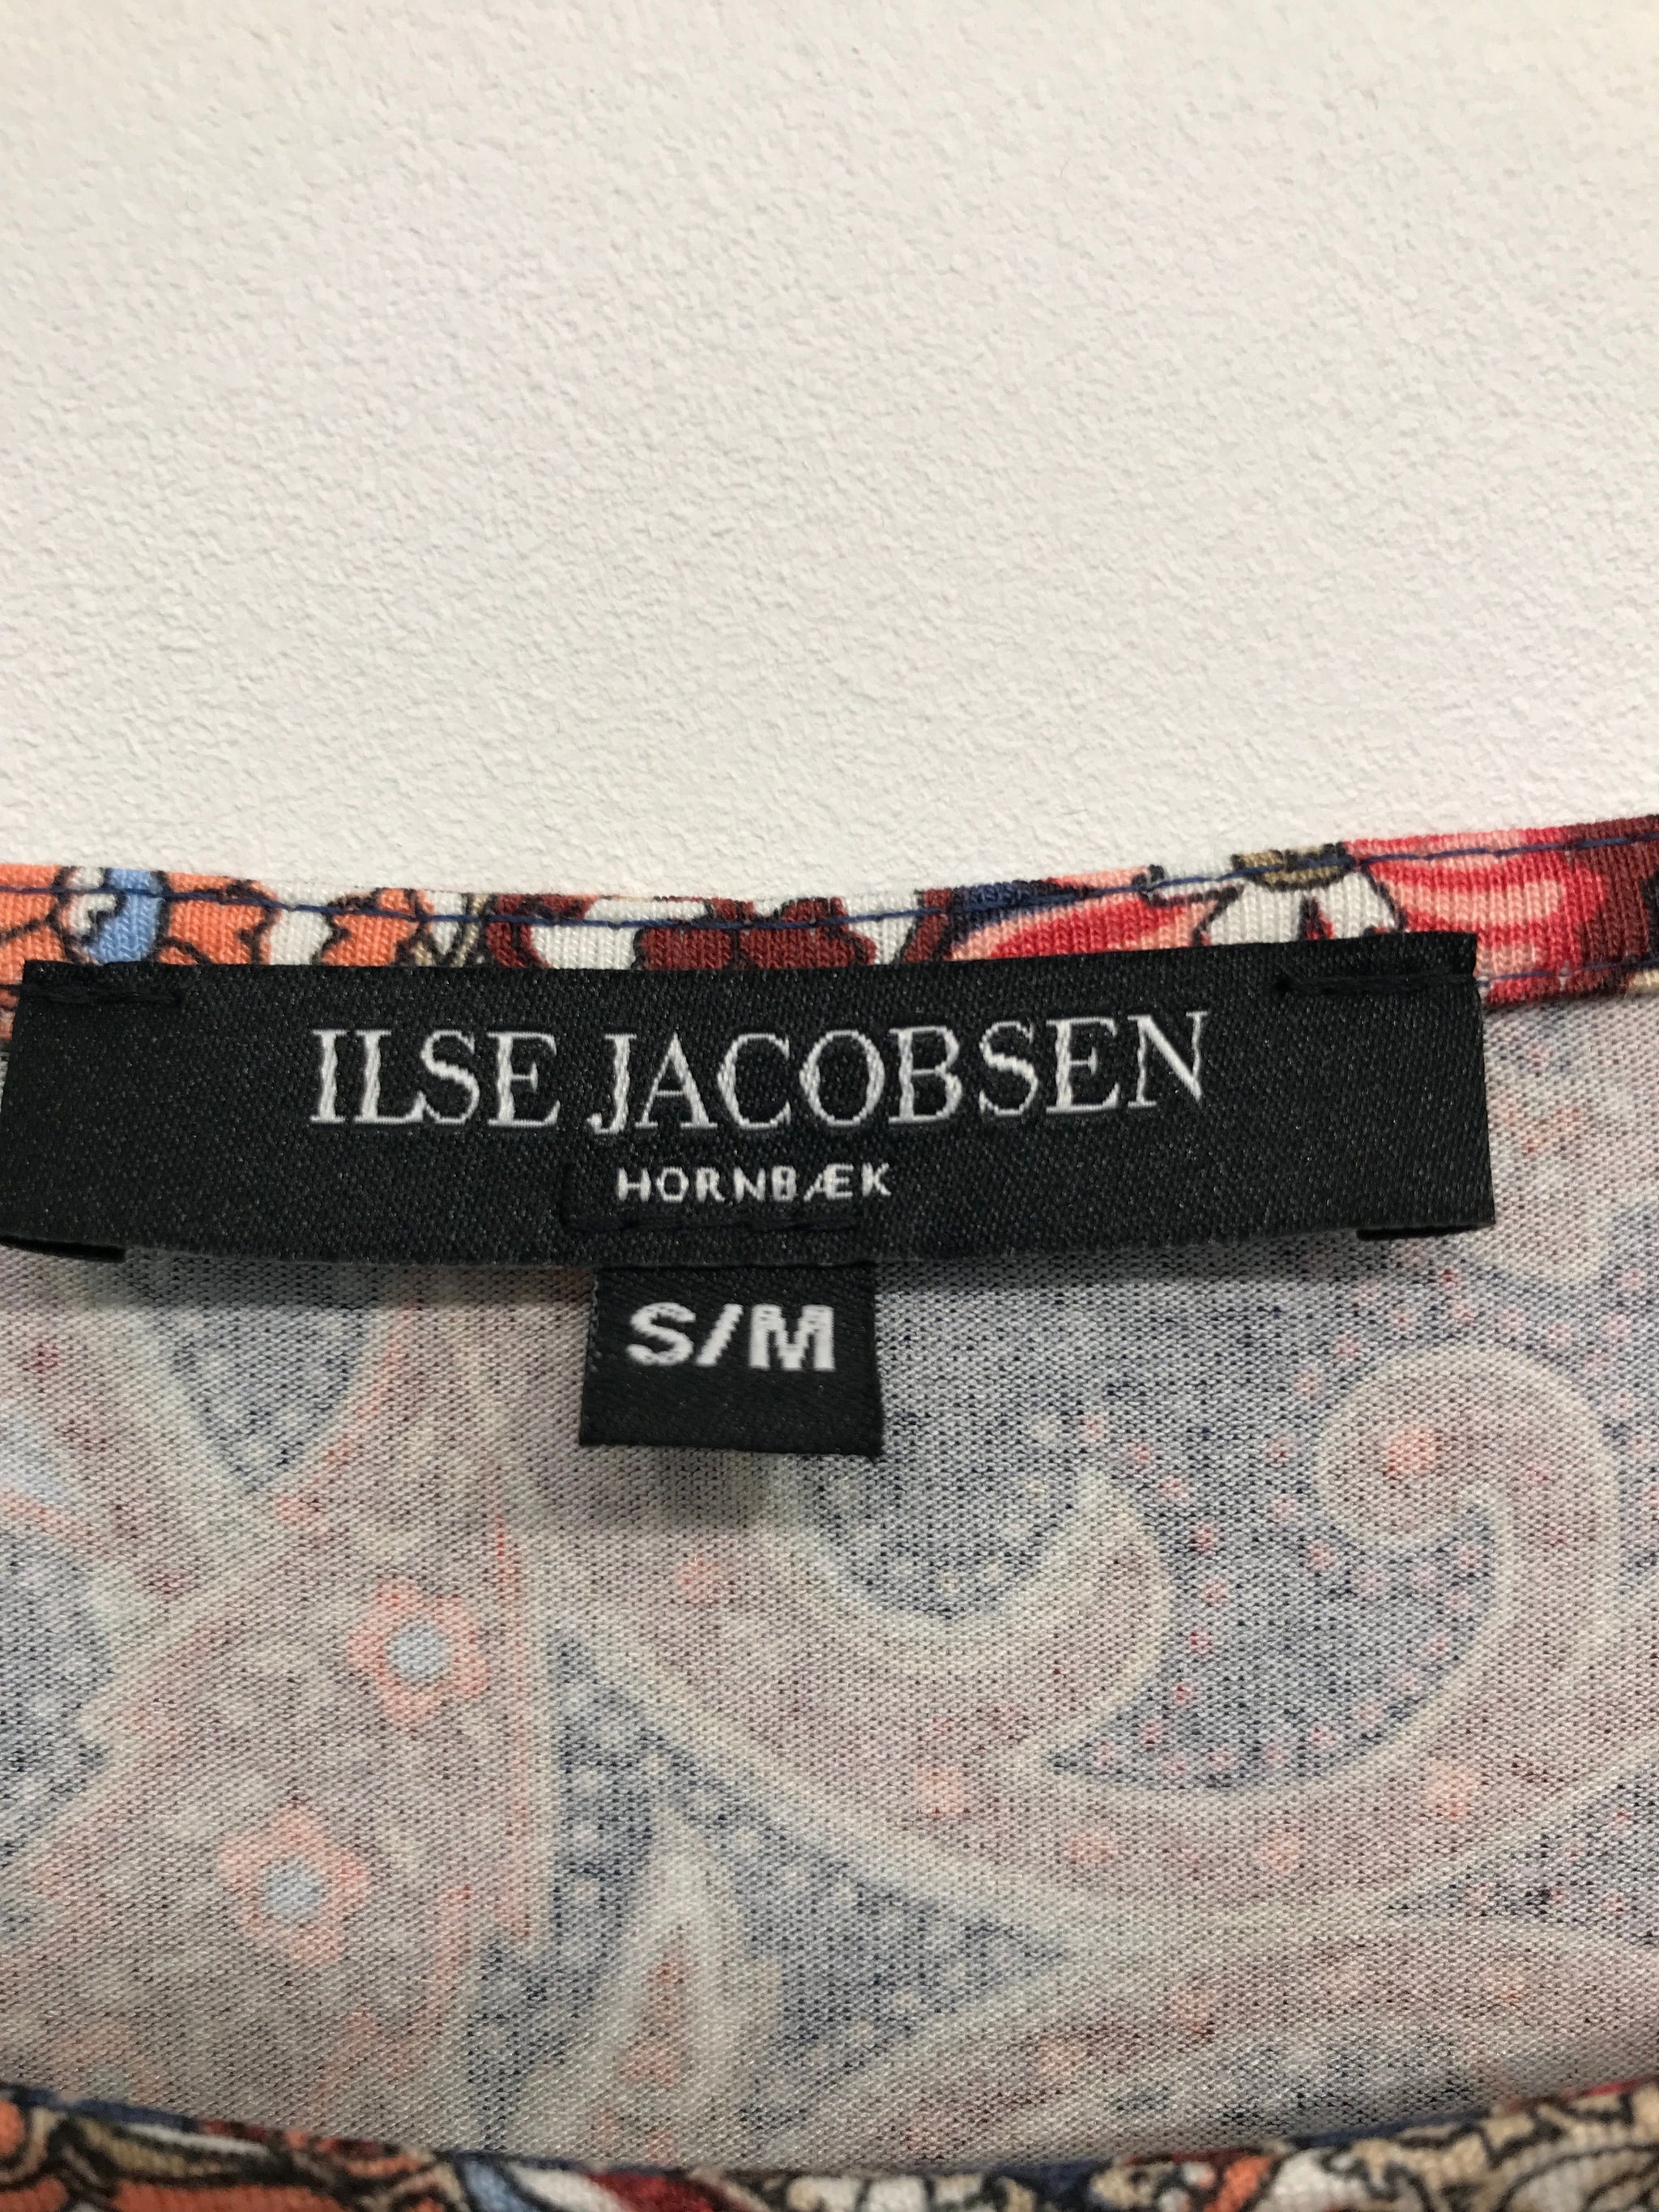 ILSE JACOBSEN
HORNBÆK
S/M